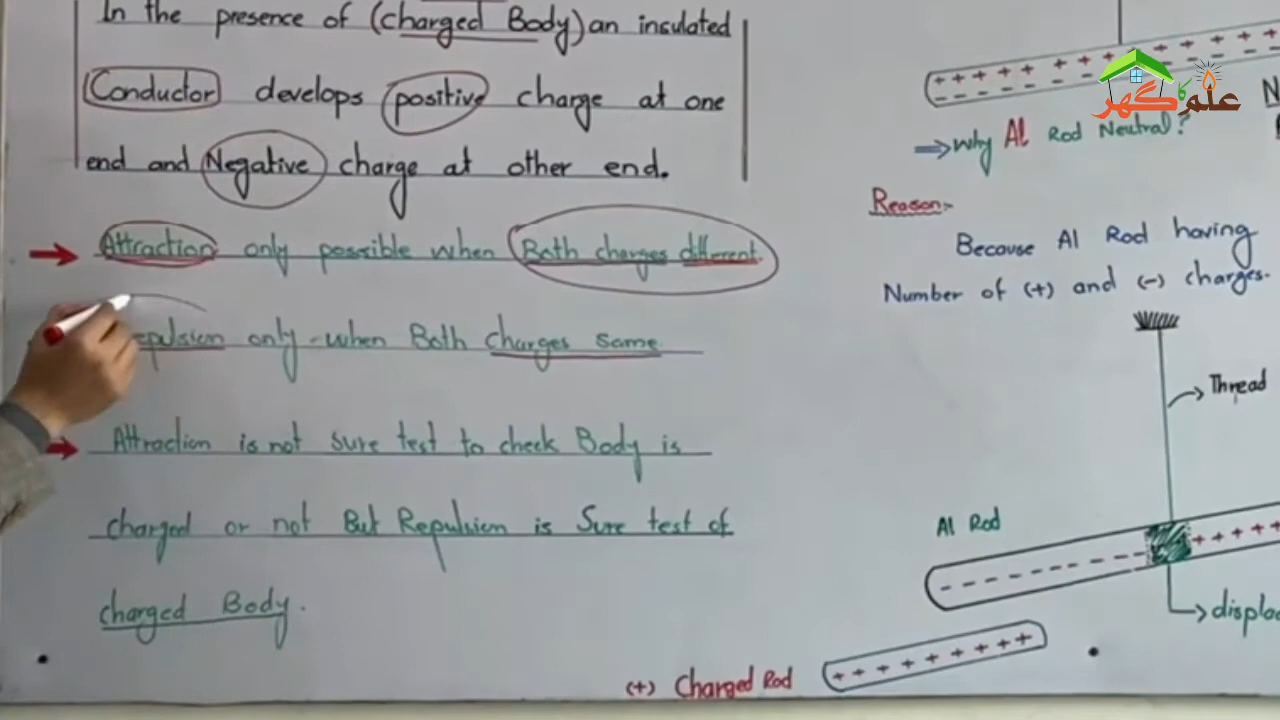 In the presence of (charged Body) an insulated
Conductor develops positive charge at one
end and Negative charge at other end.
Attraction only possible when Both charges different.
epulsion only when Both charges same.
Attraction is not sure test to check Body is
charged or not But Repulsion is Sure test of
charged Body.
(+) Charged Rod
+ + + + + + + + +
علم کا گھر
⇒ Why Al Rod Neutral?
Reason:-
Because Al Rod having
Number of (+) and (-) charges.
→ Thread
Al Rod